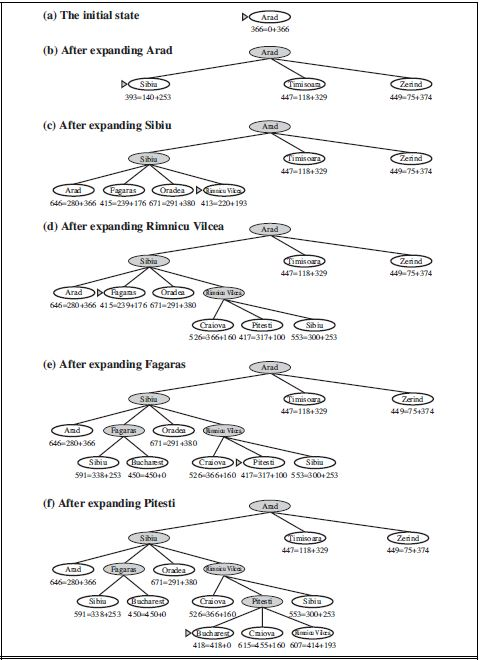 (a) The initial state
Arad
366=0+366
(b) After expanding Arad
Arad
Sibiu Timisoara Zerind
393=140+253 447=118+329 449=75+374
(c) After expanding Sibiu
Arad
Sibiu Timisoara Zerind
447=118+329 449=75+374
Arad Fagaras Oradea Rimnicu Vilcea
646=280+366 415=239+176 671=291+380 413=220+193
(d) After expanding Rimnicu Vilcea
Arad
Sibiu Timisoara Zerind
447=118+329 449=75+374
Arad Fagaras Oradea Rimnicu Vilcea
646=280+366 415=239+176 671=291+380
Craiova Pitesti Sibiu
526=366+160 417=317+100 553=300+253
(e) After expanding Fagaras
Arad
Sibiu Timisoara Zerind
447=118+329 449=75+374
Arad Fagaras Oradea Rimnicu Vilcea
646=280+366 671=291+380
Sibiu Bucharest Craiova Pitesti Sibiu
591=338+253 450=450+0 526=366+160 417=317+100 553=300+253
(f) After expanding Pitesti
Arad
Sibiu Timisoara Zerind
447=118+329 449=75+374
Arad Fagaras Oradea Rimnicu Vilcea
646=280+366 671=291+380
Sibiu Bucharest Craiova Pitesti Sibiu
591=338+253 450=450+0 526=366+160 553=300+253
Bucharest Craiova Rimnicu Vilcea
418=418+0 615=455+160 607=414+193